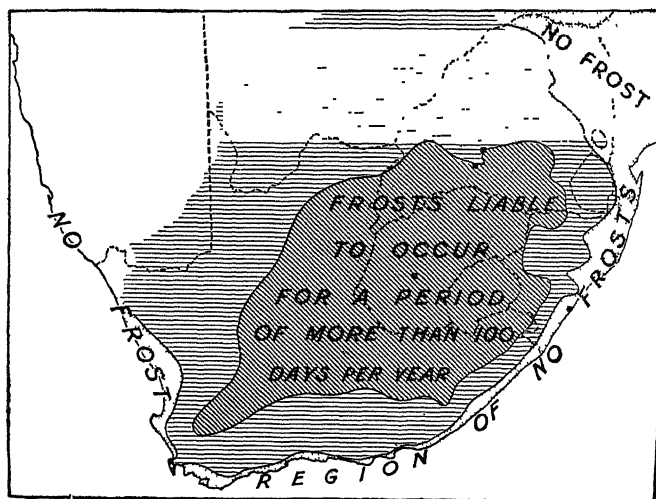 NO FROST
FROSTS LIABLE
TO OCCUR
FOR A PERIOD
OF MORE THAN 100
DAYS PER YEAR
NO FROST
REGION OF NO FROSTS